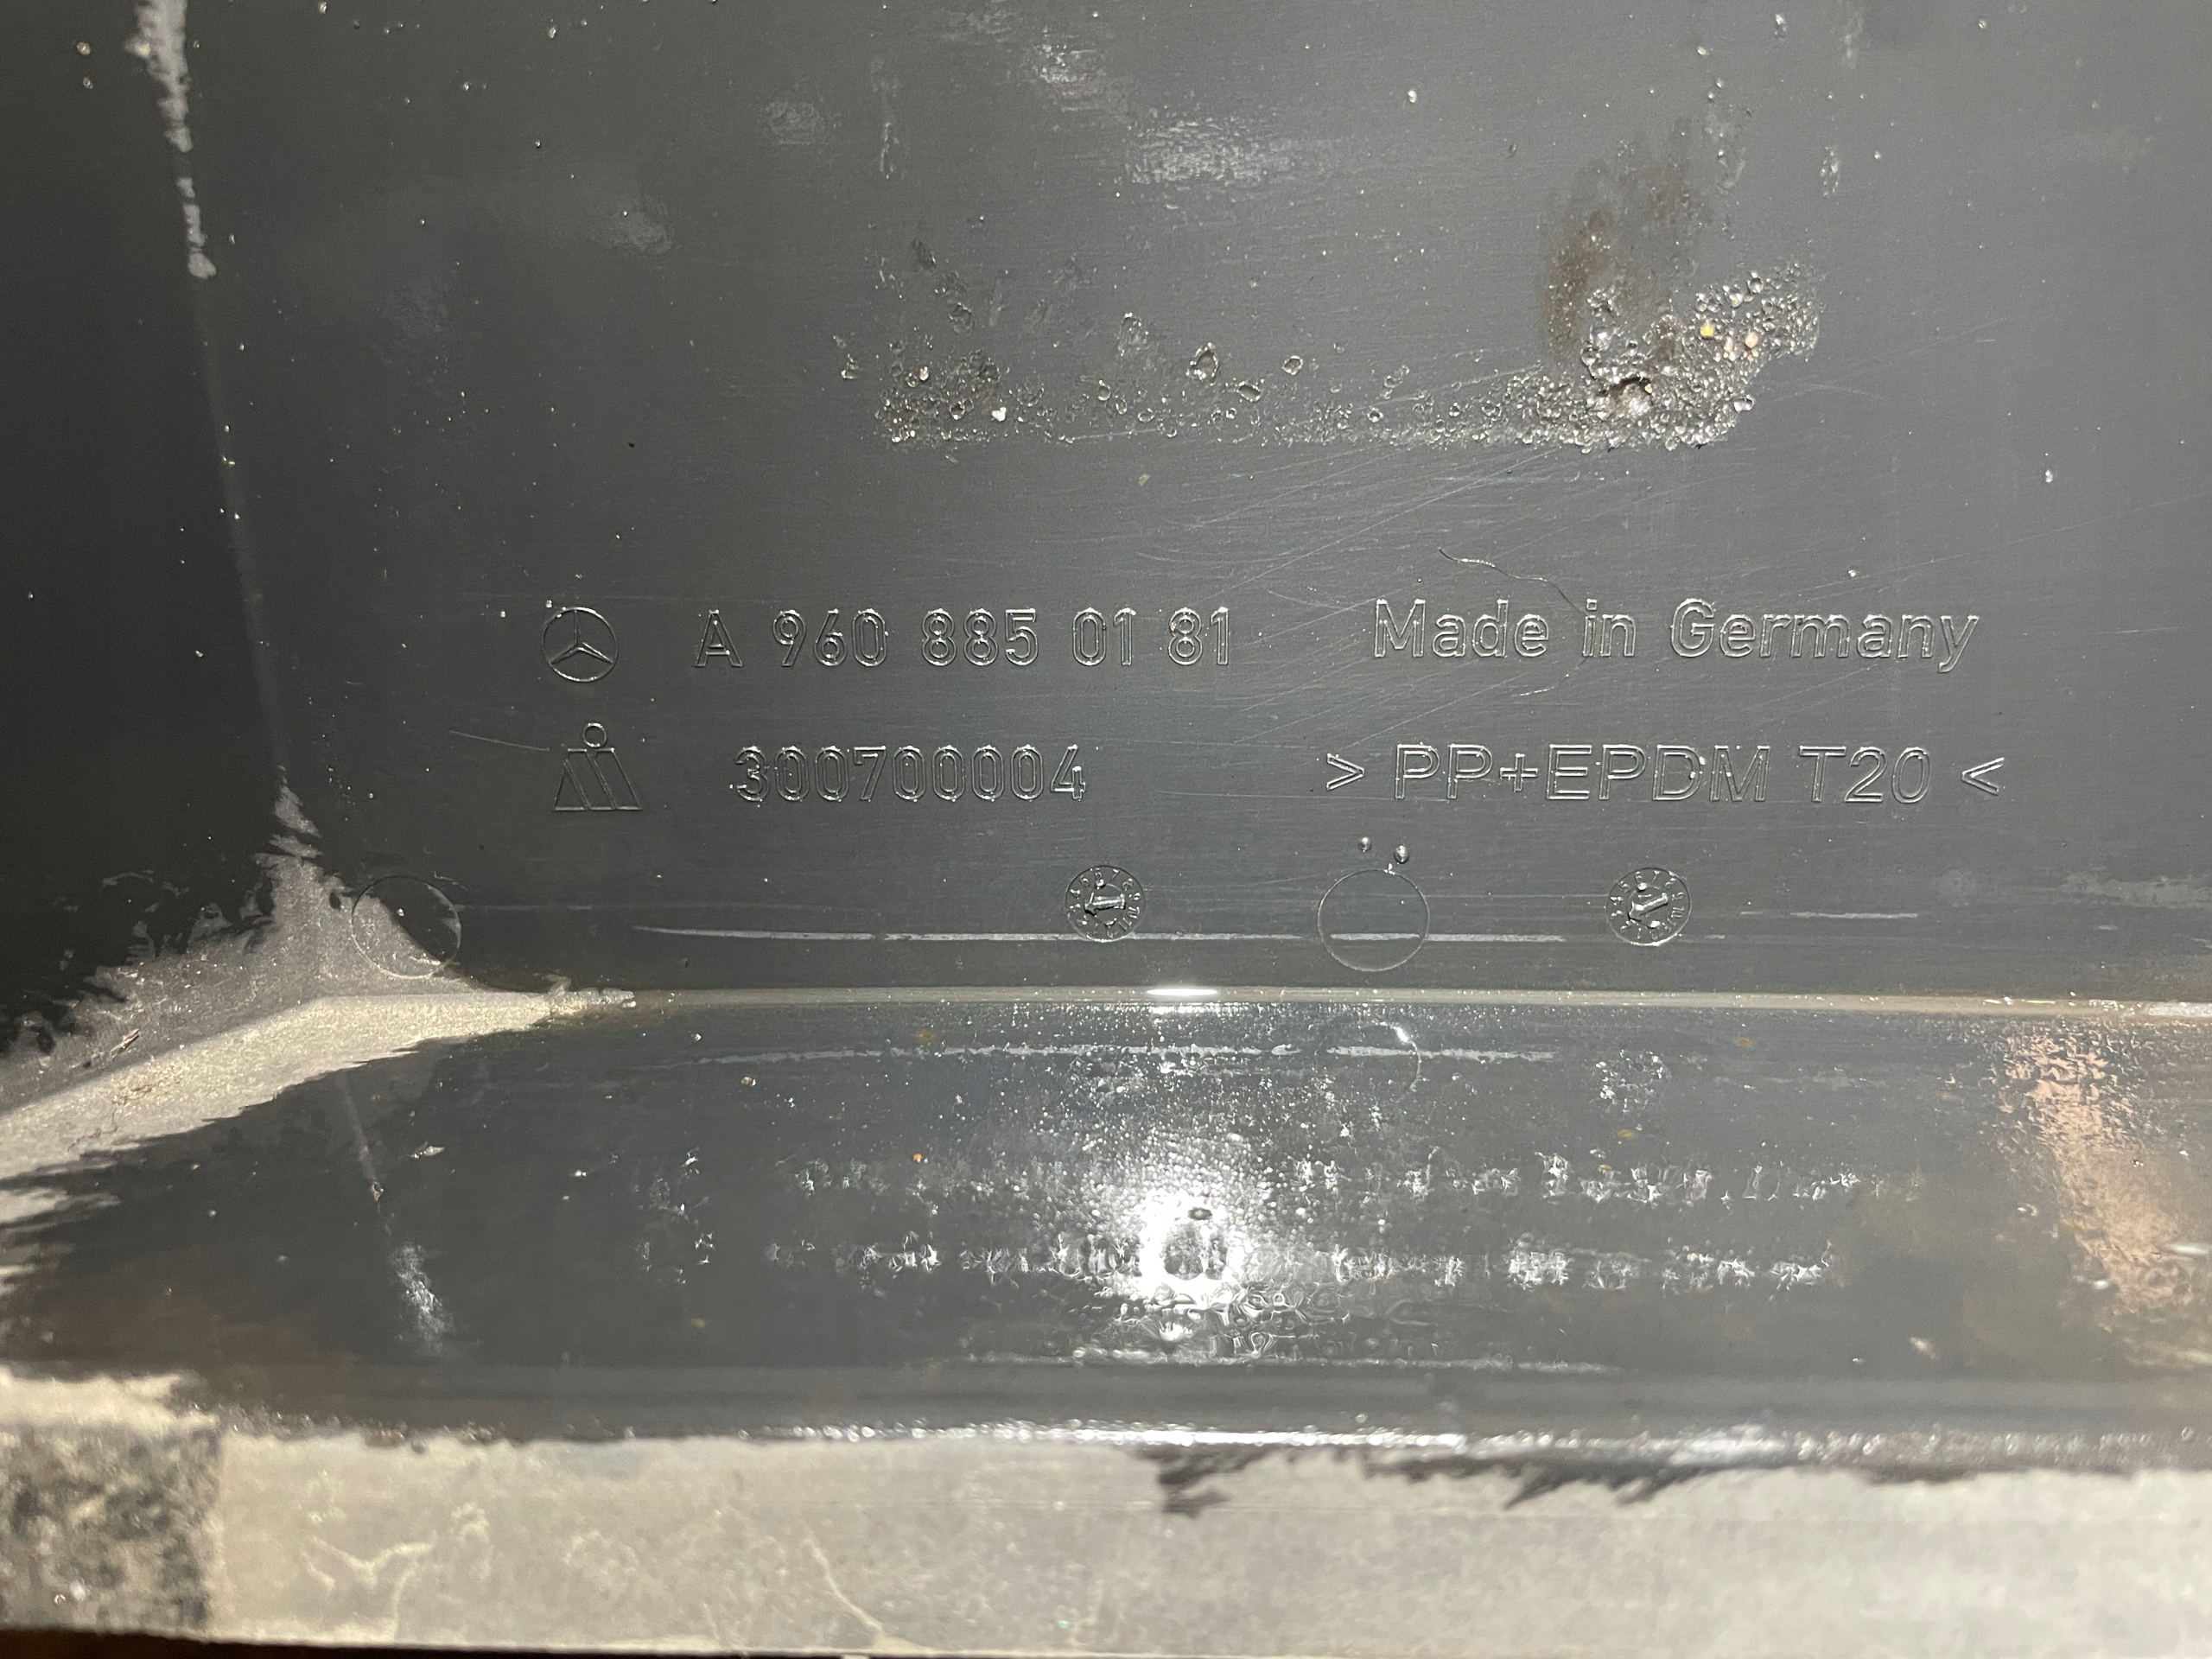 A 960 885 01 81 Made in Germany
300700004 > PP+EPDM T20 <